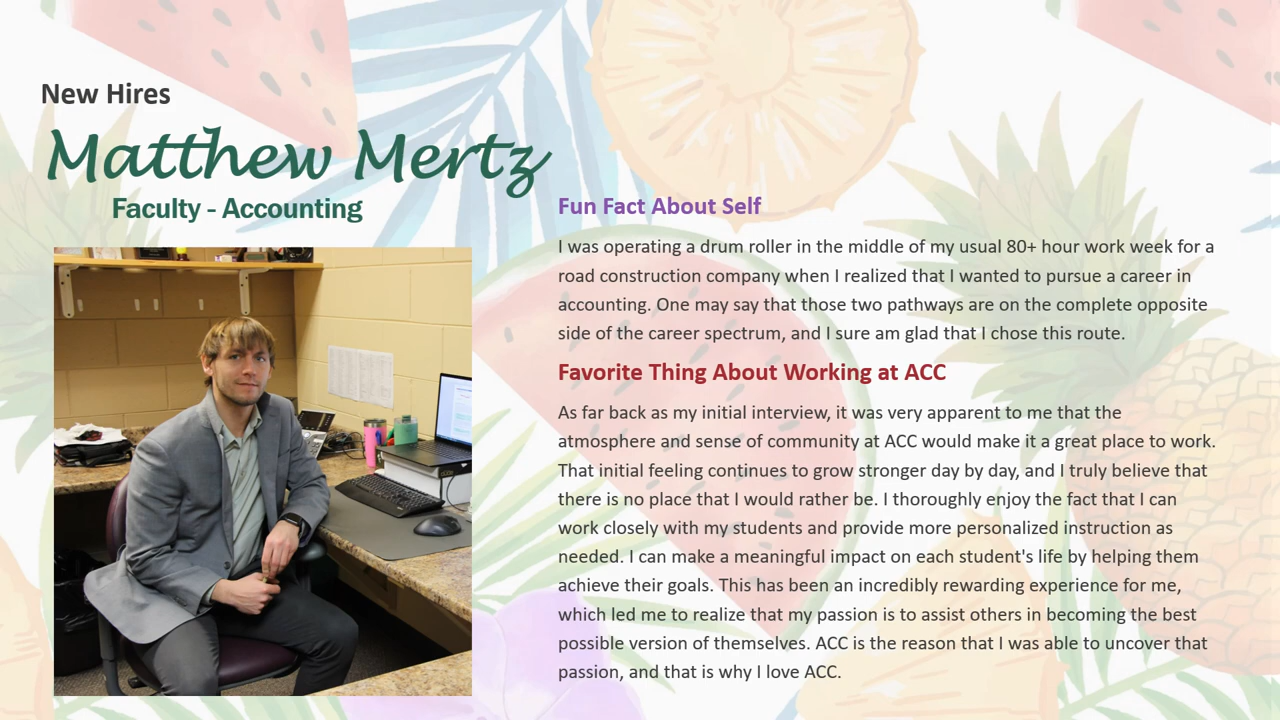 New Hires
Matthew Mertz
Faculty - Accounting
Fun Fact About Self
I was operating a drum roller in the middle of my usual 80+ hour work week for a
road construction company when I realized that I wanted to pursue a career in
accounting. One may say that those two pathways are on the complete opposite
side of the career spectrum, and I sure am glad that I chose this route.
Favorite Thing About Working at ACC
As far back as my initial interview, it was very apparent to me that the
atmosphere and sense of community at ACC would make it a great place to work.
That initial feeling continues to grow stronger day by day, and I truly believe that
there is no place that I would rather be. I thoroughly enjoy the fact that I can
work closely with my students and provide more personalized instruction as
needed. I can make a meaningful impact on each student's life by helping them
achieve their goals. This has been an incredibly rewarding experience for me,
which led me to realize that my passion is to assist others in becoming the best
possible version of themselves. ACC is the reason that I was able to uncover that
passion, and that is why I love ACC.